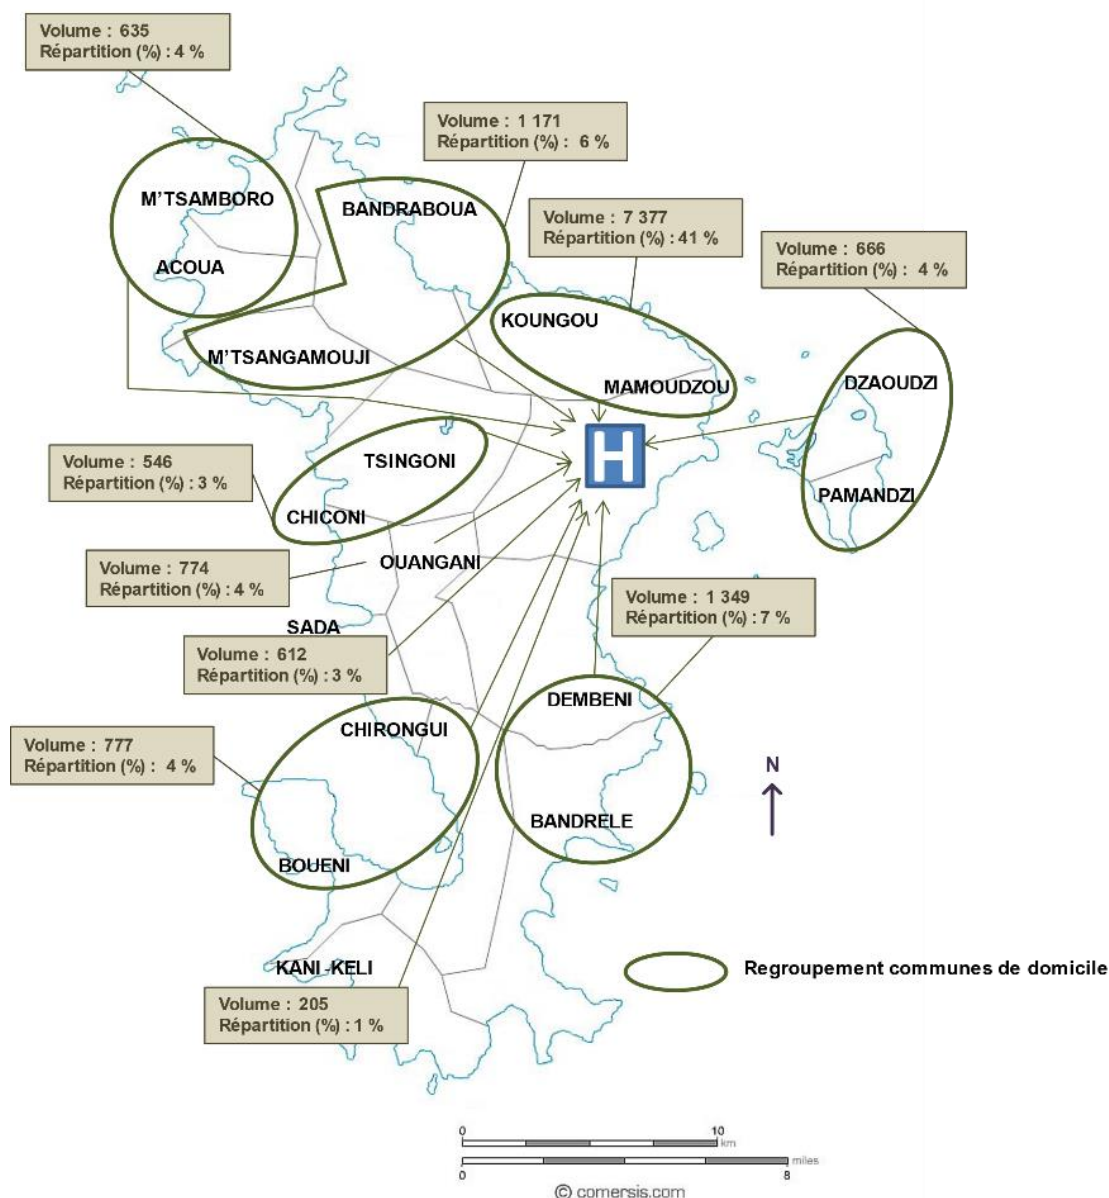 Volume : 635
Répartition (%) : 4 %
Volume : 1 171
Répartition (%) : 6 %
M'TSAMBORO
BANDRABOUA
Volume : 7 377
Répartition (%) : 41 %
Volume : 666
Répartition (%) : 4 %
ACOUA
KOUNGOU
M'TSANGAMOUJI
MAMOUDZOU
DZAOUDZI
H
Volume : 546
Répartition (%) : 3 %
TSINGONI
CHICONI
PAMANDZI
Volume : 774
Répartition (%) : 4 %
OUANGANI
Volume : 1 349
Répartition (%) : 7 %
SADA
Volume : 612
Répartition (%) : 3 %
DEMBENI
CHIRONGUI
Volume : 777
Répartition (%) : 4 %
N
BANDRELE
BOUENI
KANI -KELI
Regroupement communes de domicile
Volume : 205
Répartition (%) : 1 %
0 10
km
miles
0 8
© comersis.com